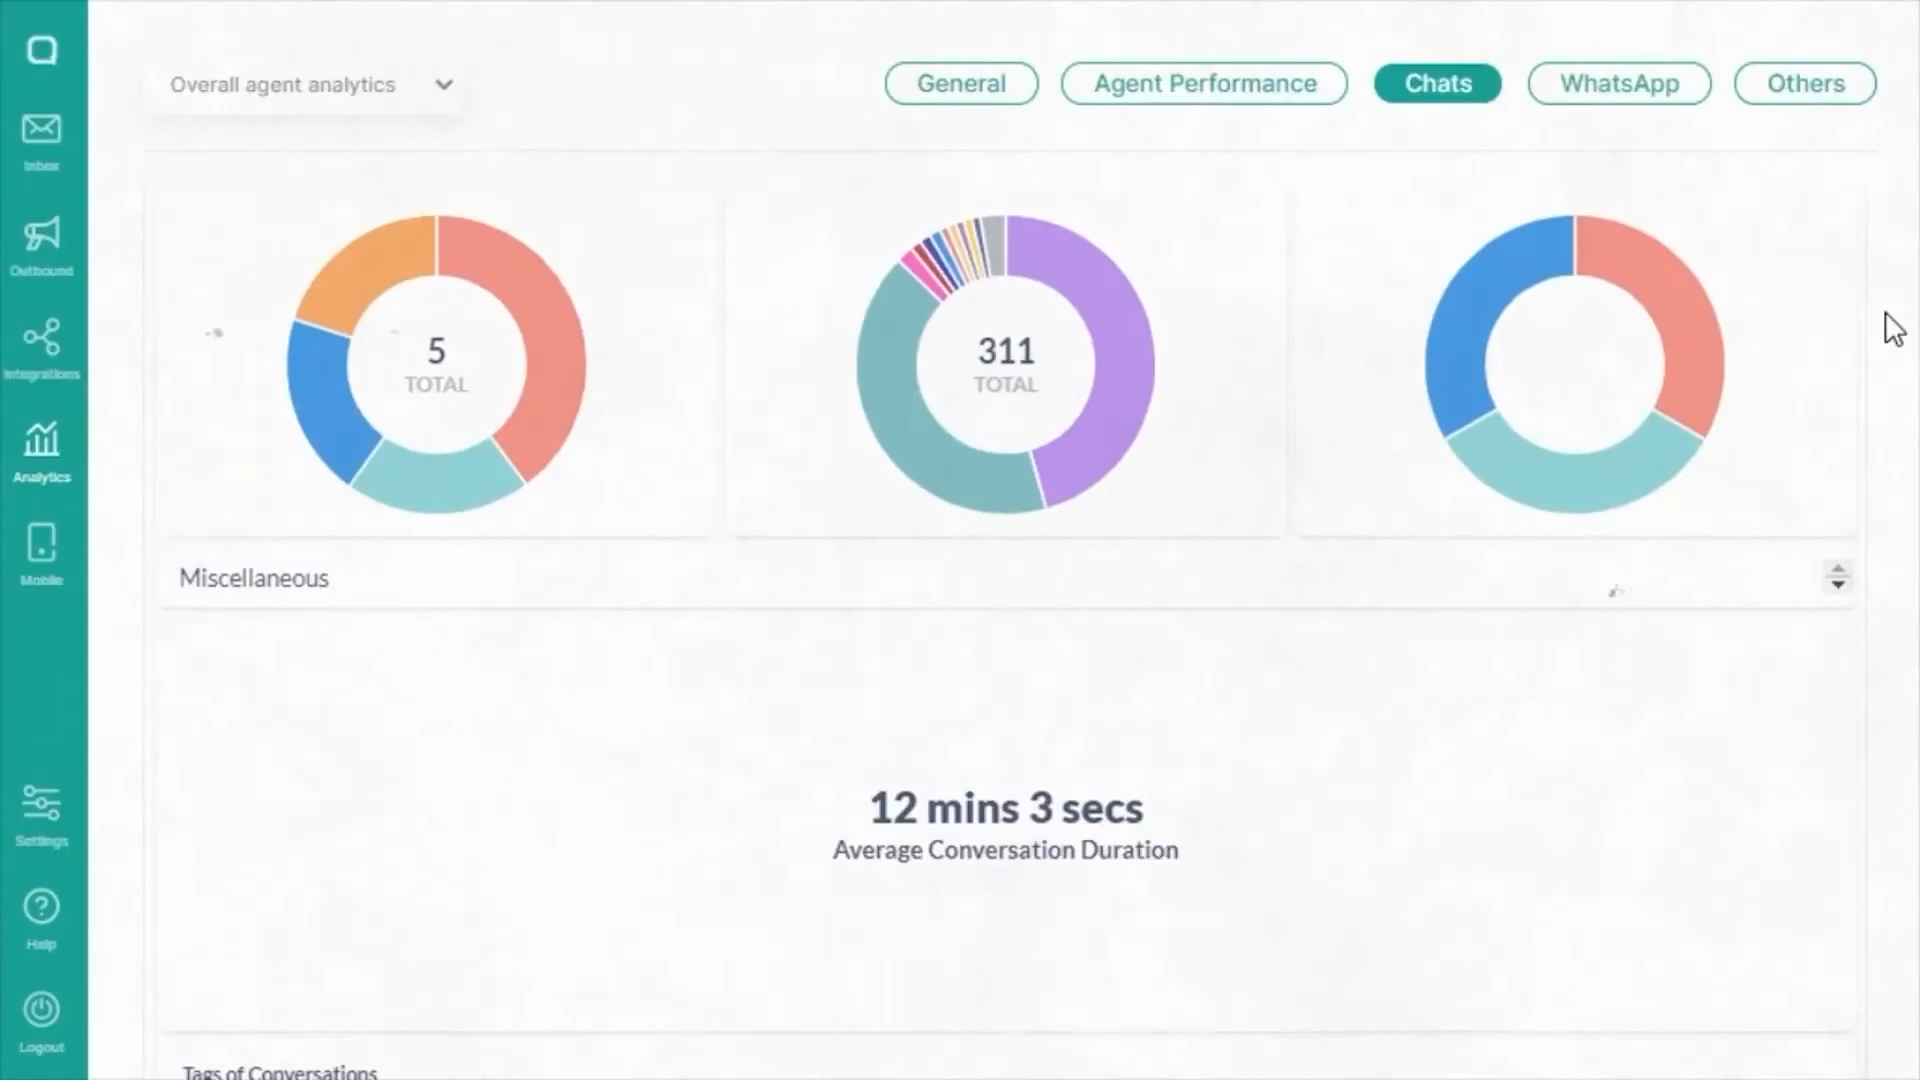 Overall agent analytics
General
Agent Performance
Chats
WhatsApp
Others
Inbox
Outbound
Integrations
Analytics
Mobile
Settings
Help
Logout
5
TOTAL
311
TOTAL
Miscellaneous
12 mins 3 secs
Average Conversation Duration
Tags of Conversations